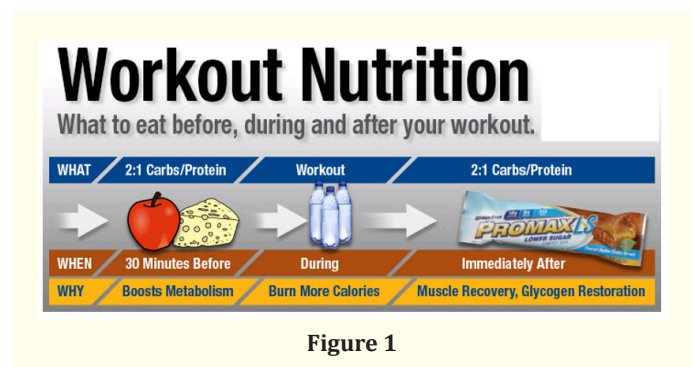 Workout Nutrition
What to eat before, during and after your workout.
WHAT 2:1 Carbs/Protein Workout 2:1 Carbs/Protein
PROMAX LS
LOWER SUGAR
WHEN 30 Minutes Before During Immediately After
WHY Boosts Metabolism Burn More Calories Muscle Recovery, Glycogen Restoration
Figure 1